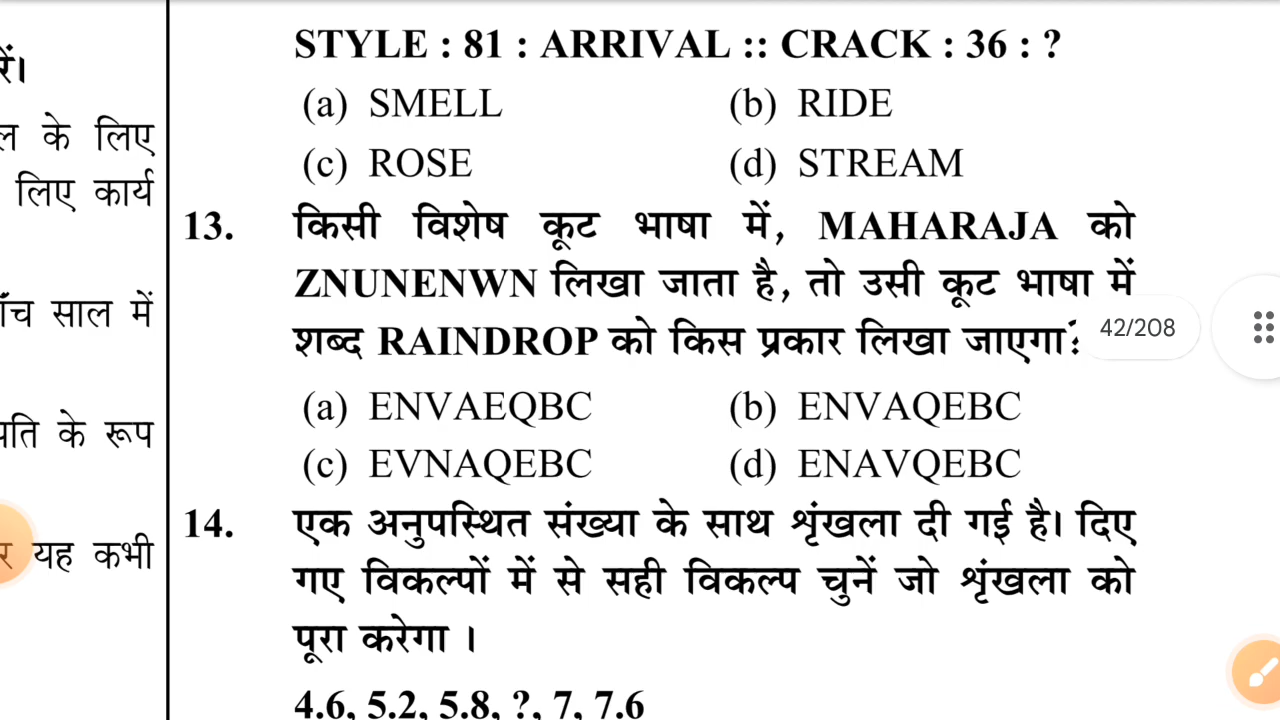 रें।
ल के लिए
लिए कार्य
ाँच साल में
पति के रूप
र यह कभी
STYLE : 81 : ARRIVAL :: CRACK : 36 : ?
(a) SMELL (b) RIDE
(c) ROSE (d) STREAM
13. किसी विशेष कूट भाषा में, MAHARAJA को
ZNUNENWN लिखा जाता है, तो उसी कूट भाषा में
शब्द RAINDROP को किस प्रकार लिखा जाएगा?
42/208
(a) ENVAEQBC (b) ENVAQEBC
(c) EVNAQEBC (d) ENAVQEBC
14. एक अनुपस्थित संख्या के साथ शृंखला दी गई है। दिए
गए विकल्पों में से सही विकल्प चुनें जो शृंखला को
पूरा करेगा ।
4.6, 5.2, 5.8, ?, 7, 7.6